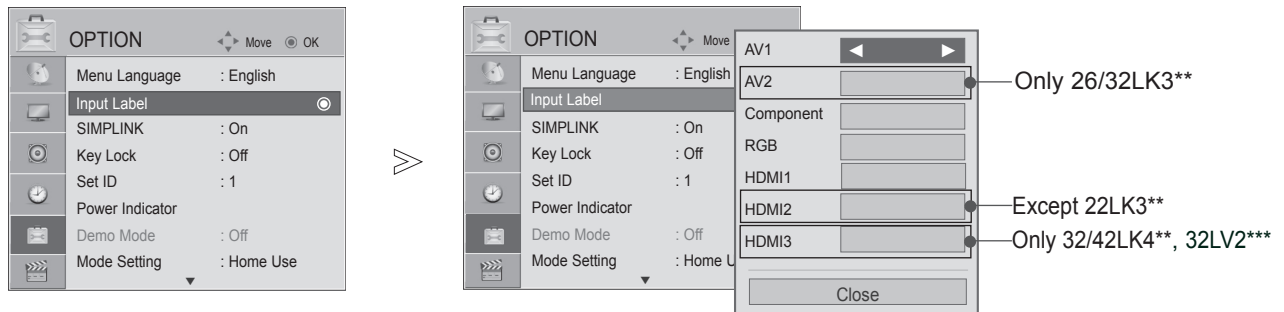 OPTION
Move OK
Menu Language : English
Input Label
SIMPLINK : On
Key Lock : Off
Set ID : 1
Power Indicator
Demo Mode : Off
Mode Setting : Home Use
OPTION
Move
Menu Language : English
Input Label
SIMPLINK : On
Key Lock : Off
Set ID : 1
Power Indicator
Demo Mode : Off
Mode Setting : Home U
AV1
AV2
Only 26/32LK3**
Component
RGB
HDMI1
HDMI2
Except 22LK3**
HDMI3
Only 32/42LK4**, 32LV2***
Close